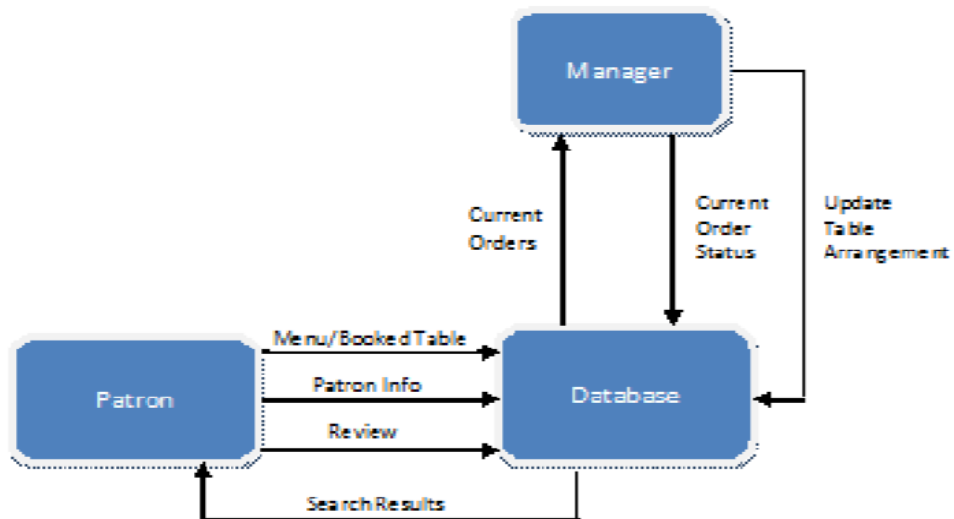 Manager
Current
Orders
Current
Order
Status
Update
Table
Arrangement
Menu/Booked Table
Patron
Patron Info
Database
Review
Search Results